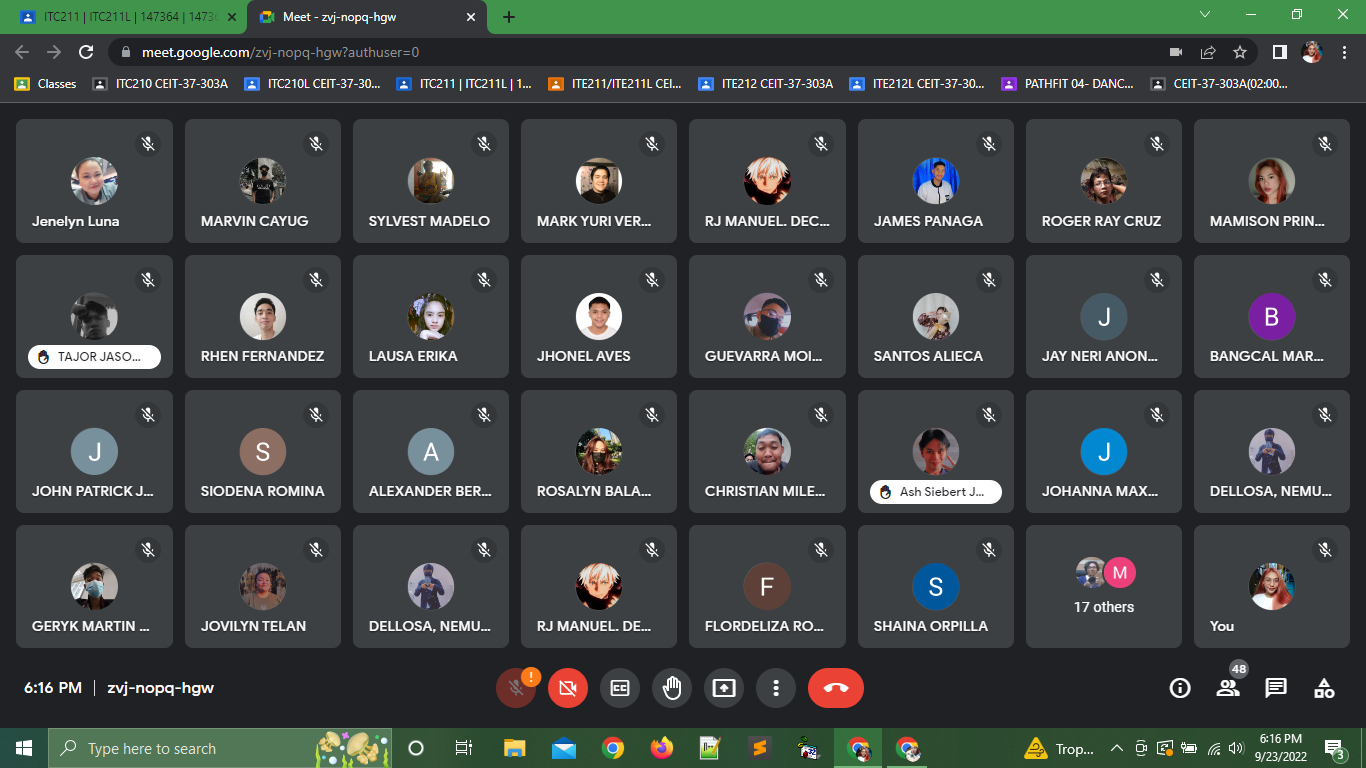 ITC211 | ITC211L | 147364 | 1473
Meet - zvj-nopq-hgw
meet.google.com/zvj-nopq-hgw?authuser=0
Classes ITC210 CEIT-37-303A ITC210L CEIT-37-30... ITC211 | ITC211L | 1... ITE211/ITE211L CEI... ITE212 CEIT-37-303A ITE212L CEIT-37-30... PATHFIT 04- DANC... CEIT-37-303A(02:00...
Jenelyn Luna MARVIN CAYUG SYLVEST MADELO MARK YURI VER... RJ MANUEL. DEC... JAMES PANAGA ROGER RAY CRUZ MAMISON PRIN...
TAJOR JASO... RHEN FERNANDEZ LAUSA ERIKA JHONEL AVES GUEVARRA MOI... SANTOS ALIECA J JAY NERI ANON... B BANGCAL MAR...
J JOHN PATRICK J... S SIODENA ROMINA A ALEXANDER BER... ROSALYN BALA... CHRISTIAN MILE... Ash Siebert J... J JOHANNA MAX... DELLOSA, NEMU...
GERYK MARTIN ... JOVILYN TELAN DELLOSA, NEMU... RJ MANUEL. DE... F FLORDELIZA RO... S SHAINA ORPILLA M 17 others You
6:16 PM | zvj-nopq-hgw ! CC 48
Type here to search Trop... 6:16 PM
9/23/2022 3